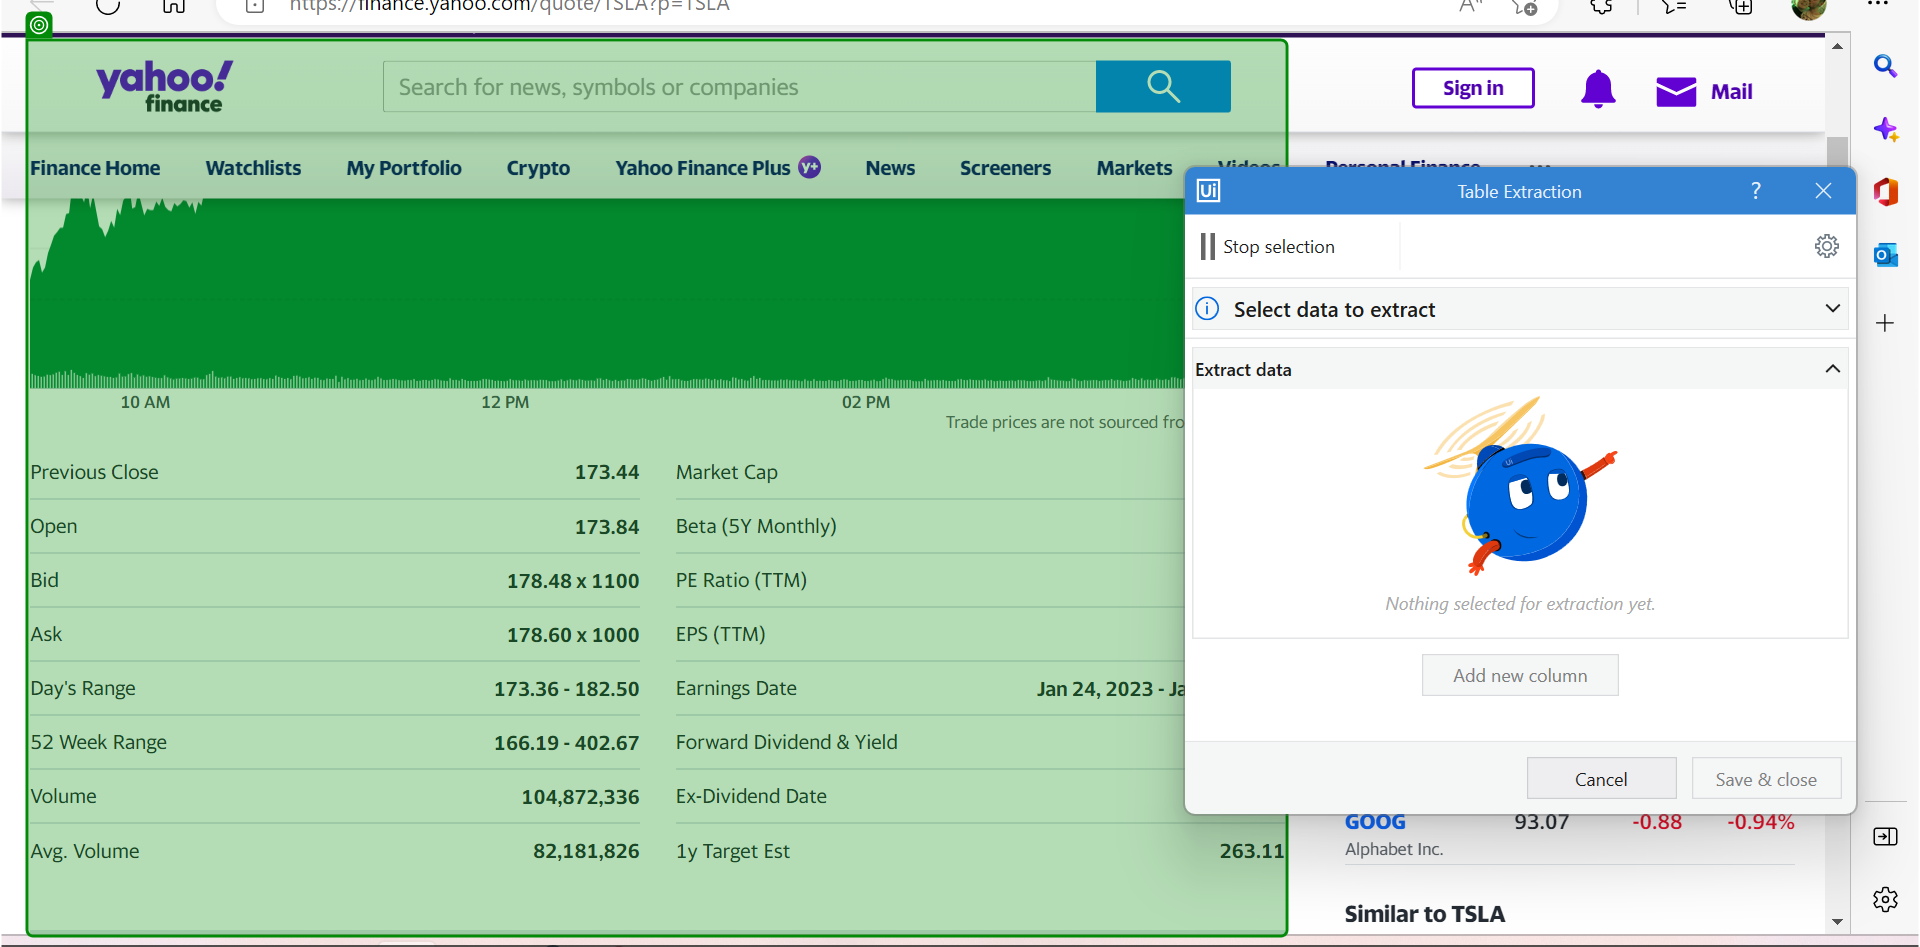 https://finance.yahoo.com/quote/TSLA?p=TSLA
yahoo!
finance
Search for news, symbols or companies
Sign in
Mail
Finance Home Watchlists My Portfolio Crypto Yahoo Finance Plus y+ News Screeners Markets Videos Personal Finance ...
Ui Table Extraction ?
Stop selection
Select data to extract
Extract data
Ui
Nothing selected for extraction yet.
Add new column
Cancel Save & close
10 AM 12 PM 02 PM
Trade prices are not sourced fro
Previous Close 173.44 Market Cap
Open 173.84 Beta (5Y Monthly)
Bid 178.48 x 1100 PE Ratio (TTM)
Ask 178.60 x 1000 EPS (TTM)
Day's Range 173.36 - 182.50 Earnings Date Jan 24, 2023 - Ja
52 Week Range 166.19 - 402.67 Forward Dividend & Yield
Volume 104,872,336 Ex-Dividend Date
Avg. Volume 82,181,826 1y Target Est 263.11
GOOG 93.07 -0.88 -0.94%
Alphabet Inc.
Similar to TSLA